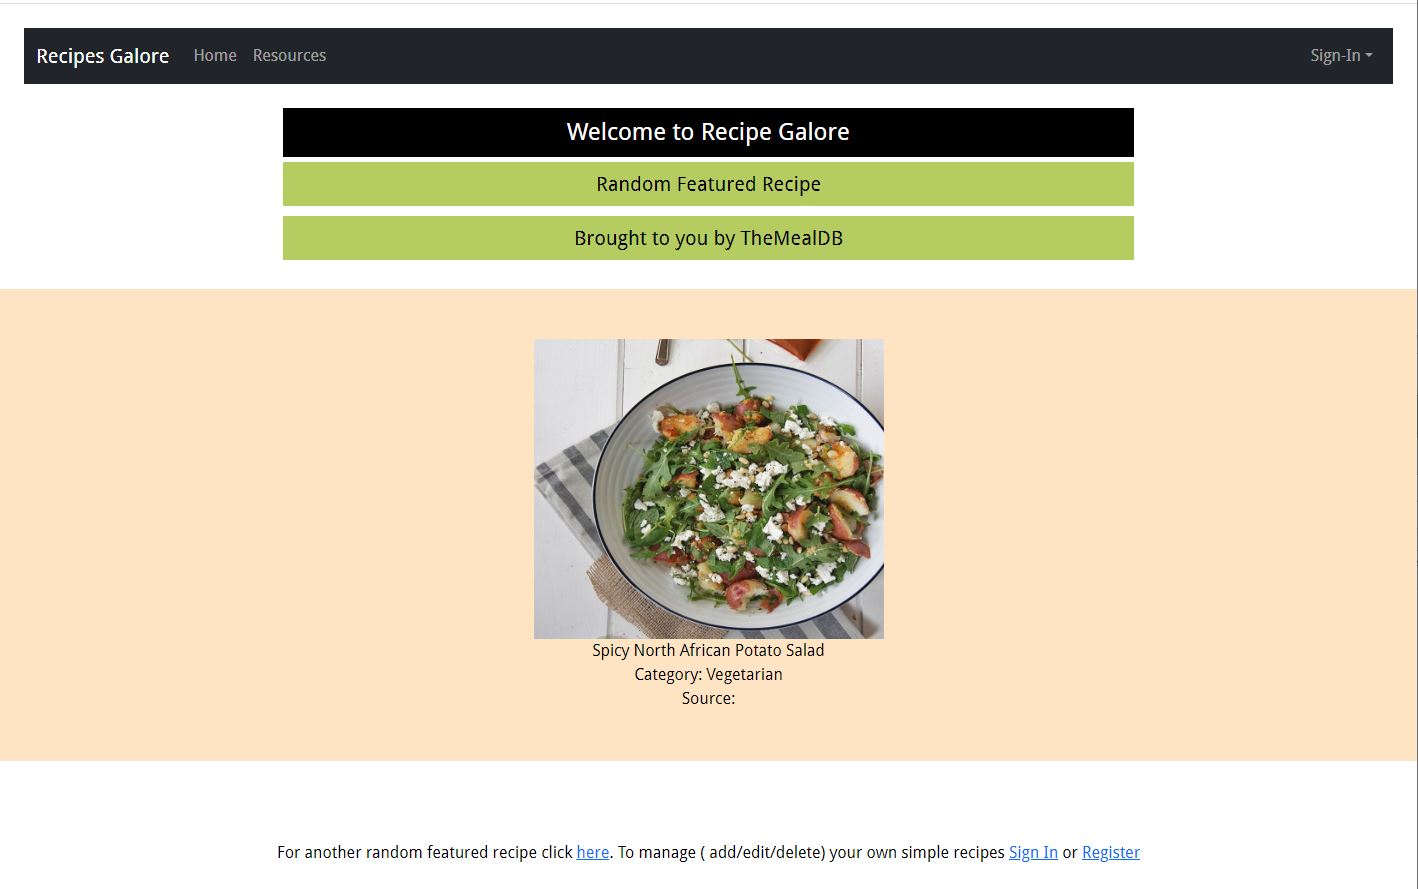 Recipes Galore Home Resources Sign-In
Welcome to Recipe Galore
Random Featured Recipe
Brought to you by TheMealDB
Spicy North African Potato Salad
Category: Vegetarian
Source:
For another random featured recipe click here. To manage ( add/edit/delete) your own simple recipes Sign In or Register